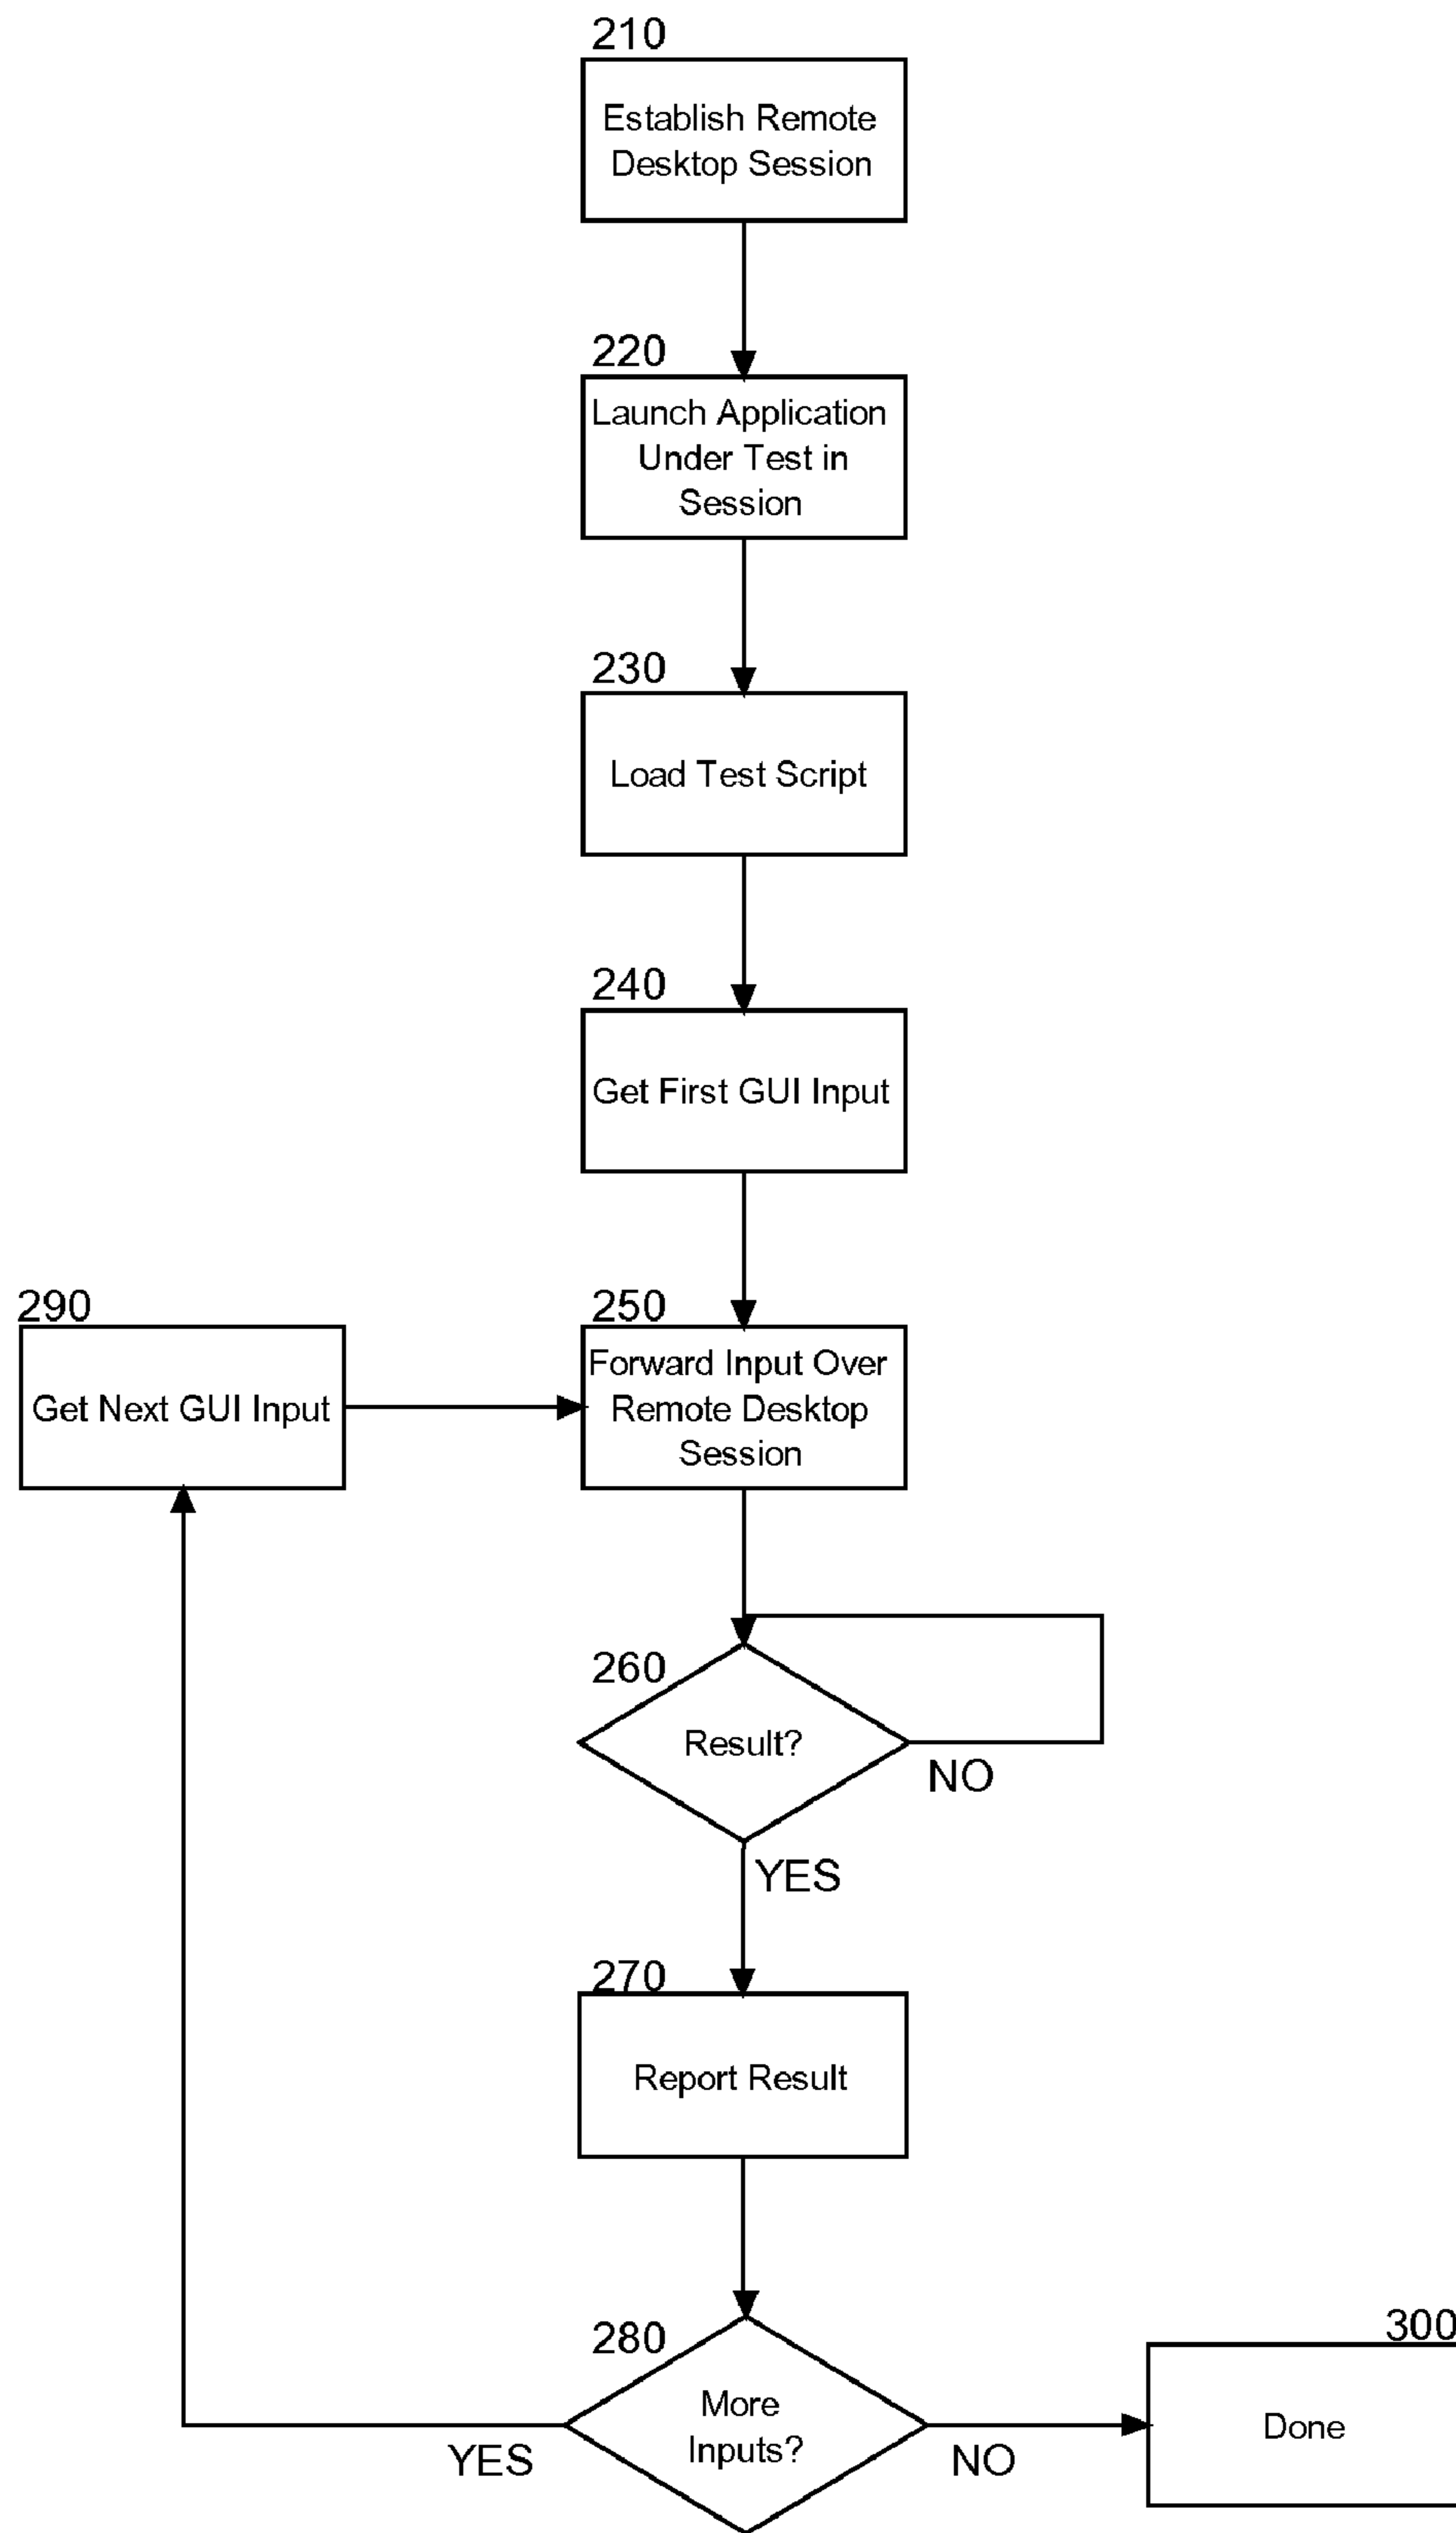 210
Establish Remote
Desktop Session
220
Launch Application
Under Test in
Session
230
Load Test Script
240
Get First GUI Input
290
Get Next GUI Input
250
Forward Input Over
Remote Desktop
Session
260
Result?
NO
YES
270
Report Result
280
More
Inputs?
YES
NO
300
Done